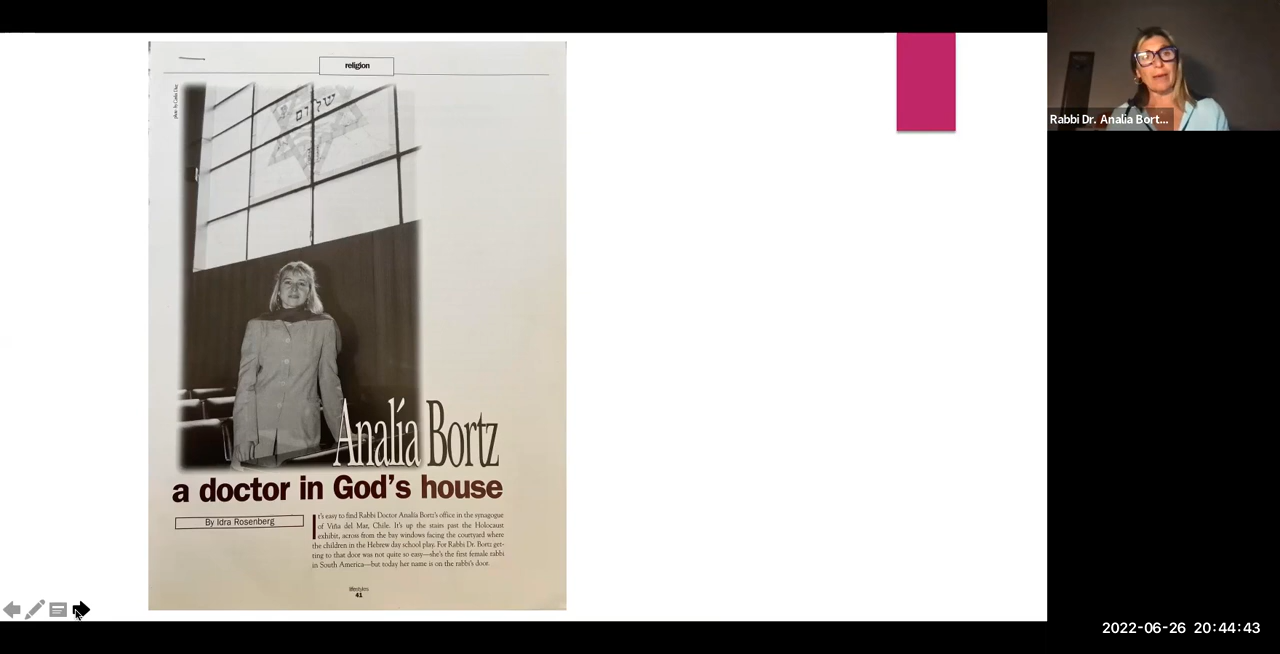 religion
שלום
Analía Bortz
a doctor in God's house
By Idra Rosenberg
It's easy to find Rabbi Doctor Analía Bortz's office in the synagogue
of Viña del Mar, Chile. It's up the stairs past the Holocaust
exhibit, across from the bay windows facing the courtyard where
the children in the Hebrew day school play. For Rabbi Dr. Bortz get-
ting to that door was not quite so easy—she's the first female rabbi
in South America—but today her name is on the rabbi's door.
lifestyles
41
Rabbi Dr. Analia Bort...
2022-06-26 20:44:43